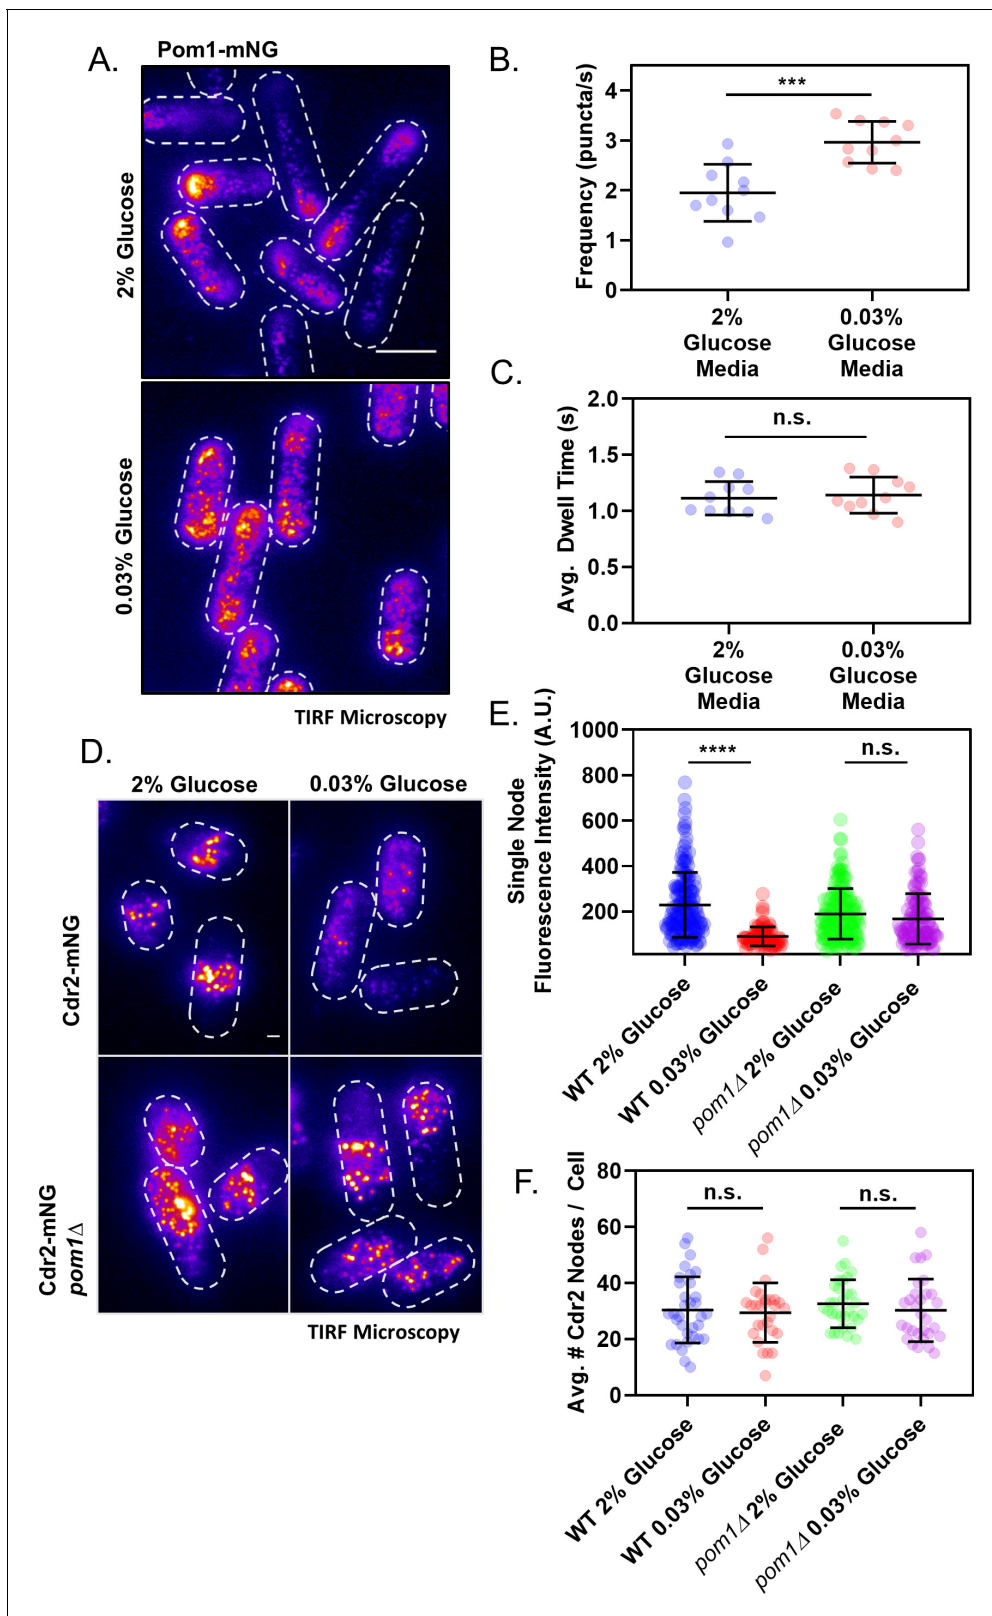 A.
Pom1-mNG
2% Glucose
0.03% Glucose
TIRF Microscopy
B.
Frequency (puncta/s)
4
3
2
1
0
***
2%
Glucose
Media
0.03%
Glucose
Media
C.
Avg. Dwell Time (s)
2.0
1.5
1.0
0.5
0.0
n.s.
2%
Glucose
Media
0.03%
Glucose
Media
D.
2% Glucose
0.03% Glucose
Cdr2-mNG
Cdr2-mNG
pom1Δ
TIRF Microscopy
E.
Single Node
Fluorescence Intensity (A.U.)
1000
800
600
400
200
****
n.s.
WT 2% Glucose
WT 0.03% Glucose
pom1Δ 2% Glucose
pom1Δ 0.03% Glucose
F.
Avg. # Cdr2 Nodes / Cell
80
60
40
20
0
n.s.
n.s.
WT 2% Glucose
WT 0.03% Glucose
pom1Δ 2% Glucose
pom1Δ 0.03% Glucose